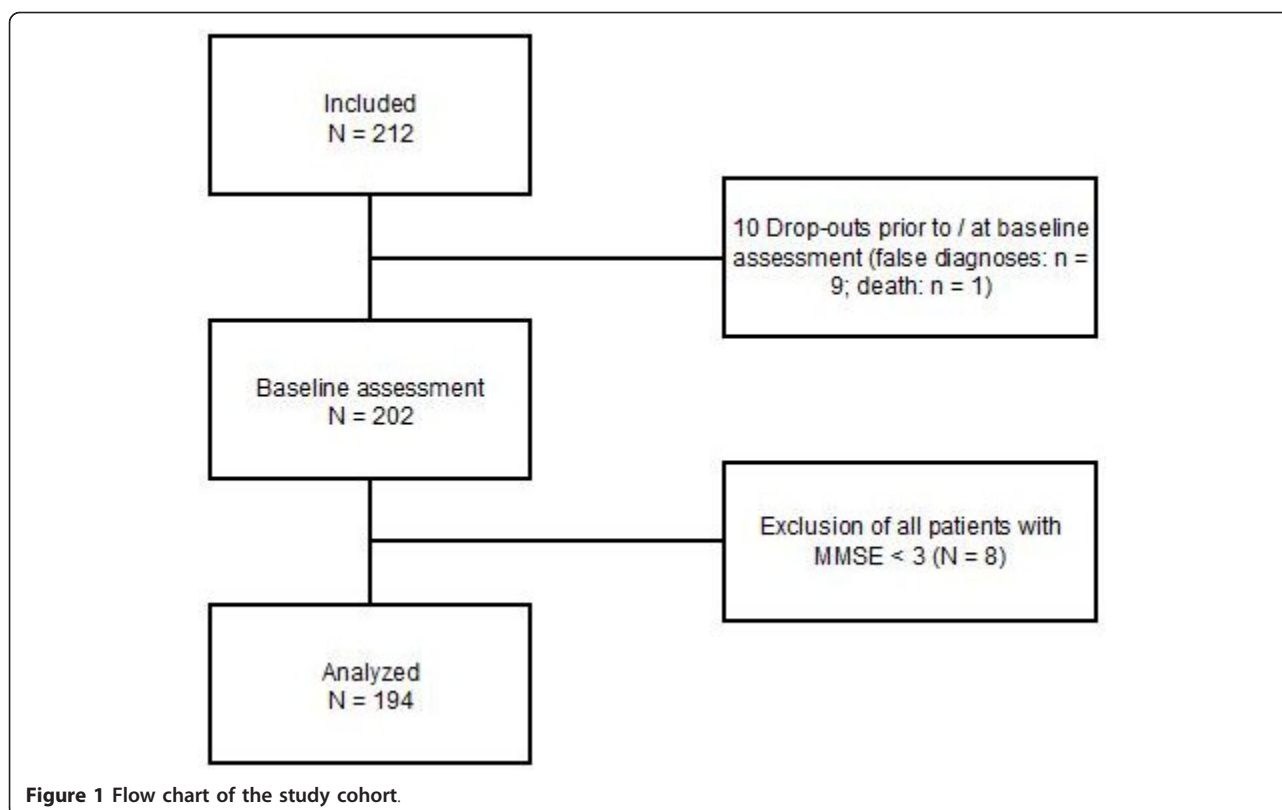 Included
N = 212
10 Drop-outs prior to / at baseline
assessment (false diagnoses: n =
9; death: n = 1)
Baseline assessment
N = 202
Exclusion of all patients with
MMSE < 3 (N = 8)
Analyzed
N = 194
Figure 1 Flow chart of the study cohort.